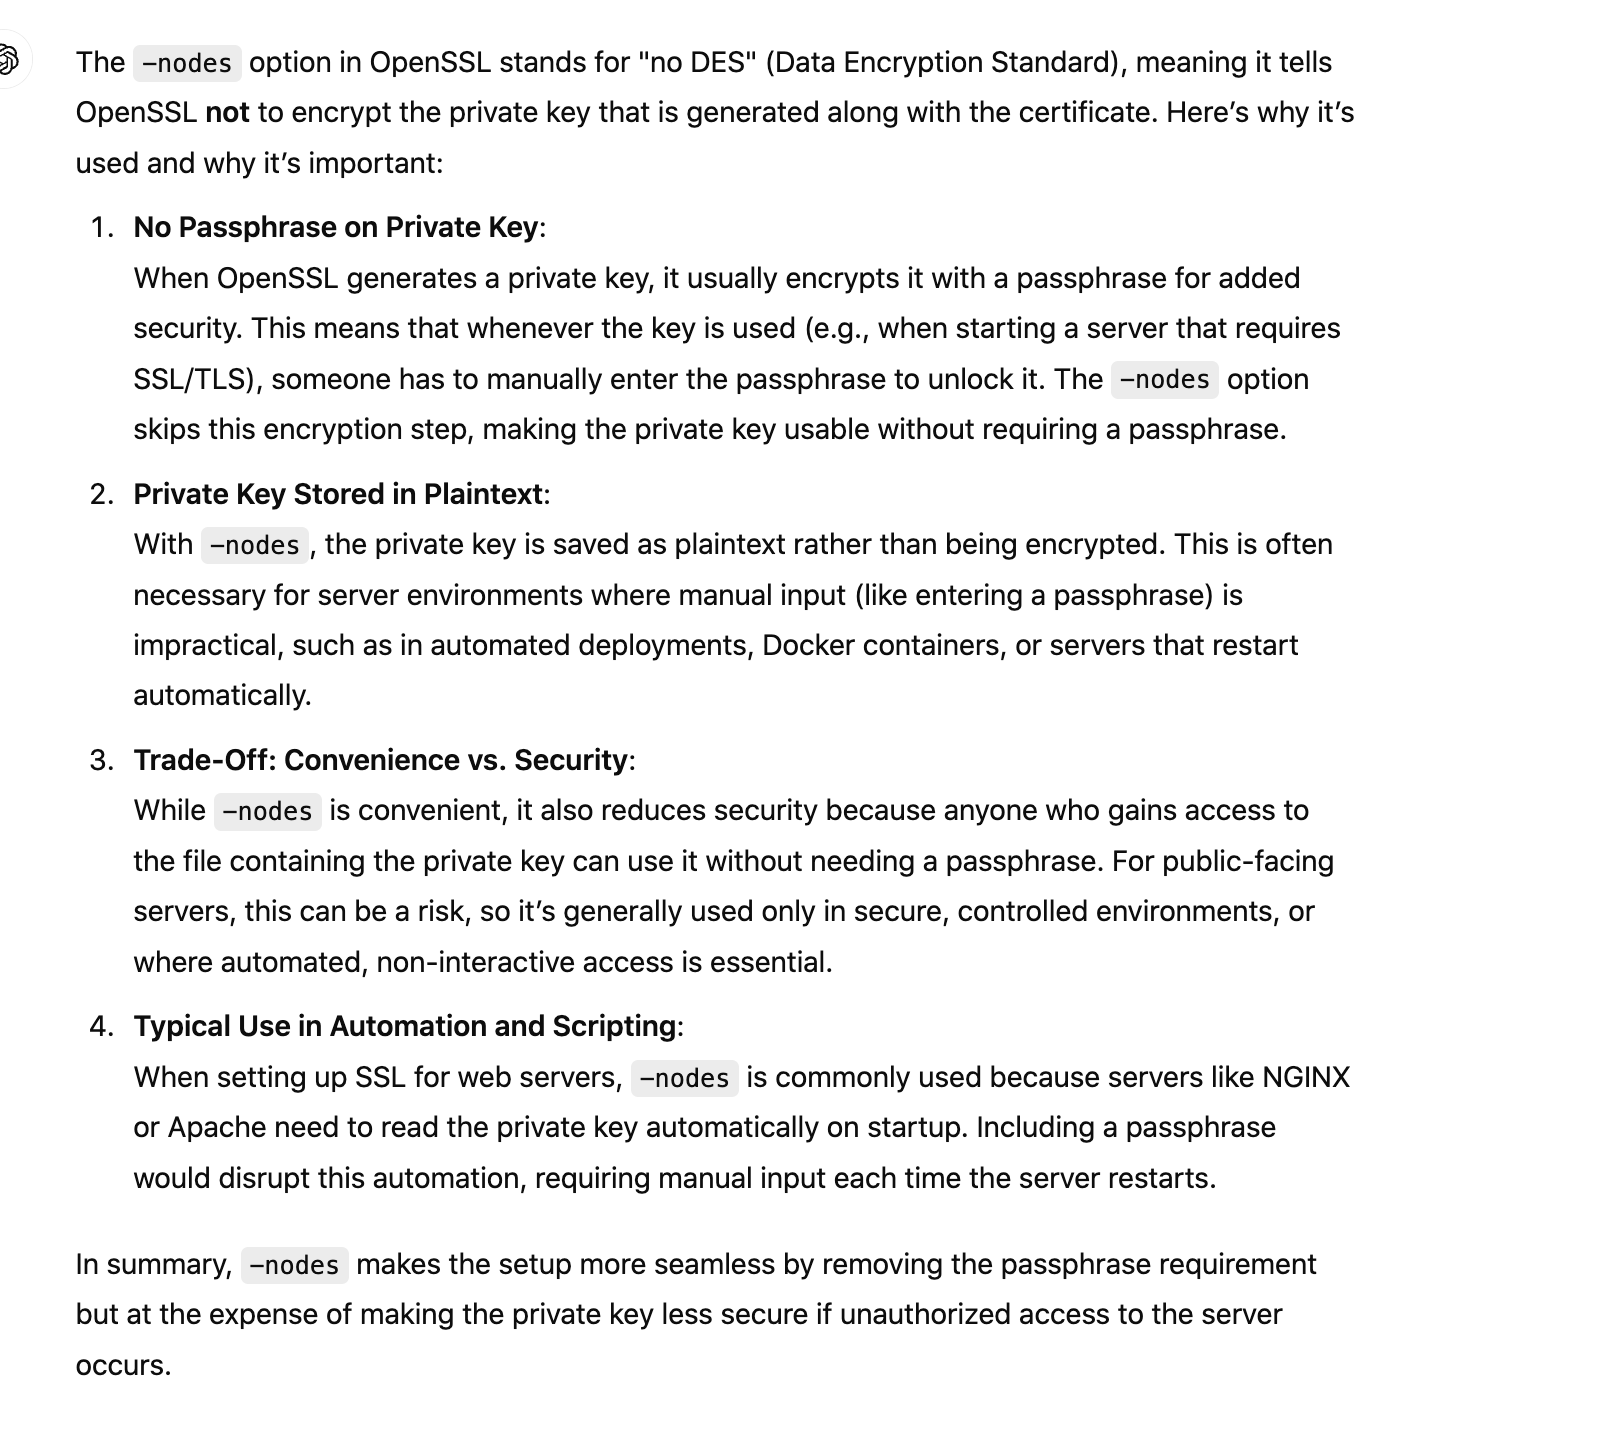 The -nodes option in OpenSSL stands for "no DES" (Data Encryption Standard), meaning it tells
OpenSSL not to encrypt the private key that is generated along with the certificate. Here’s why it’s
used and why it’s important:
1. No Passphrase on Private Key:
When OpenSSL generates a private key, it usually encrypts it with a passphrase for added
security. This means that whenever the key is used (e.g., when starting a server that requires
SSL/TLS), someone has to manually enter the passphrase to unlock it. The -nodes option
skips this encryption step, making the private key usable without requiring a passphrase.
2. Private Key Stored in Plaintext:
With -nodes , the private key is saved as plaintext rather than being encrypted. This is often
necessary for server environments where manual input (like entering a passphrase) is
impractical, such as in automated deployments, Docker containers, or servers that restart
automatically.
3. Trade-Off: Convenience vs. Security:
While -nodes is convenient, it also reduces security because anyone who gains access to
the file containing the private key can use it without needing a passphrase. For public-facing
servers, this can be a risk, so it’s generally used only in secure, controlled environments, or
where automated, non-interactive access is essential.
4. Typical Use in Automation and Scripting:
When setting up SSL for web servers, -nodes is commonly used because servers like NGINX
or Apache need to read the private key automatically on startup. Including a passphrase
would disrupt this automation, requiring manual input each time the server restarts.
In summary, -nodes makes the setup more seamless by removing the passphrase requirement
but at the expense of making the private key less secure if unauthorized access to the server
occurs.